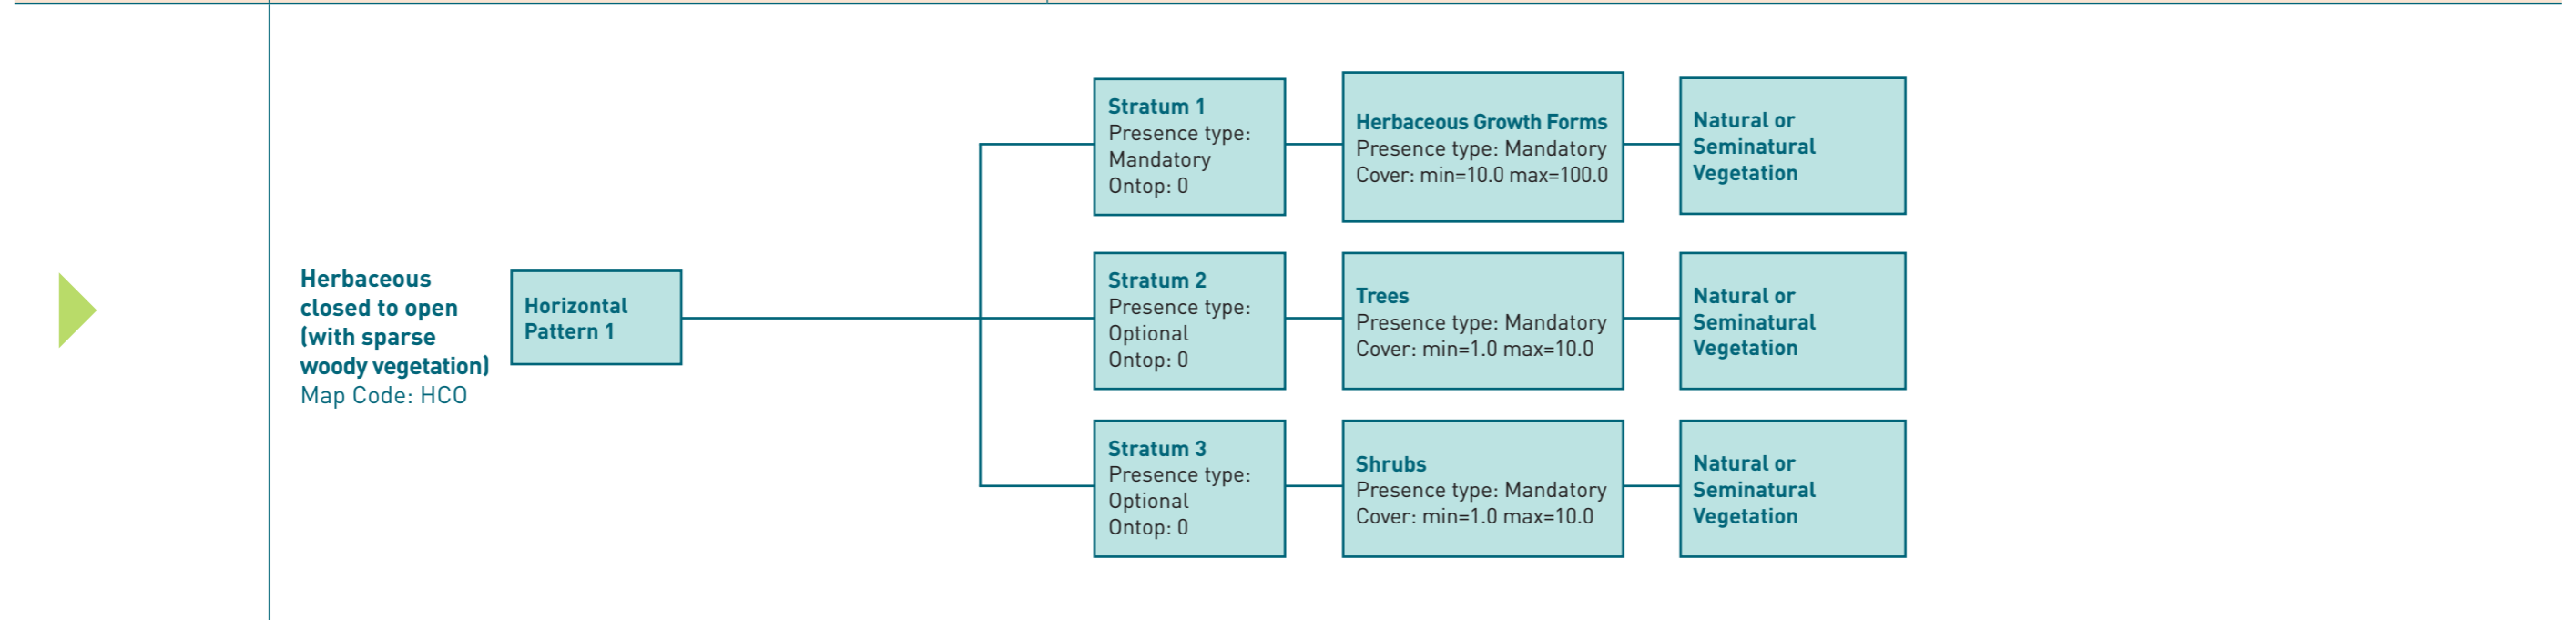 Herbaceous
closed to open
(with sparse
woody vegetation)
Map Code: HCO
Horizontal
Pattern 1
Stratum 1
Presence type:
Mandatory
Ontop: 0
Herbaceous Growth Forms
Presence type: Mandatory
Cover: min=10.0 max=100.0
Natural or
Seminatural
Vegetation
Stratum 2
Presence type:
Optional
Ontop: 0
Trees
Presence type: Mandatory
Cover: min=1.0 max=10.0
Natural or
Seminatural
Vegetation
Stratum 3
Presence type:
Optional
Ontop: 0
Shrubs
Presence type: Mandatory
Cover: min=1.0 max=10.0
Natural or
Seminatural
Vegetation